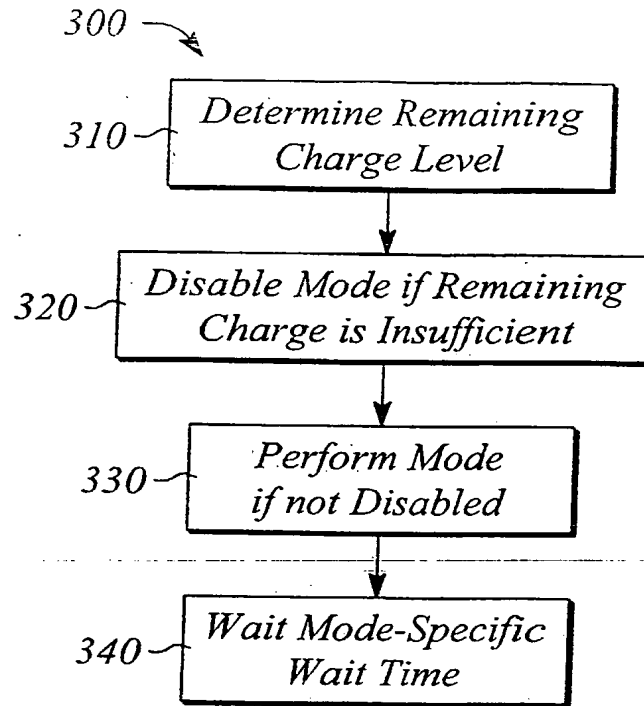 300
310
Determine Remaining
Charge Level
320
Disable Mode if Remaining
Charge is Insufficient
330
Perform Mode
if not Disabled
340
Wait Mode-Specific
Wait Time